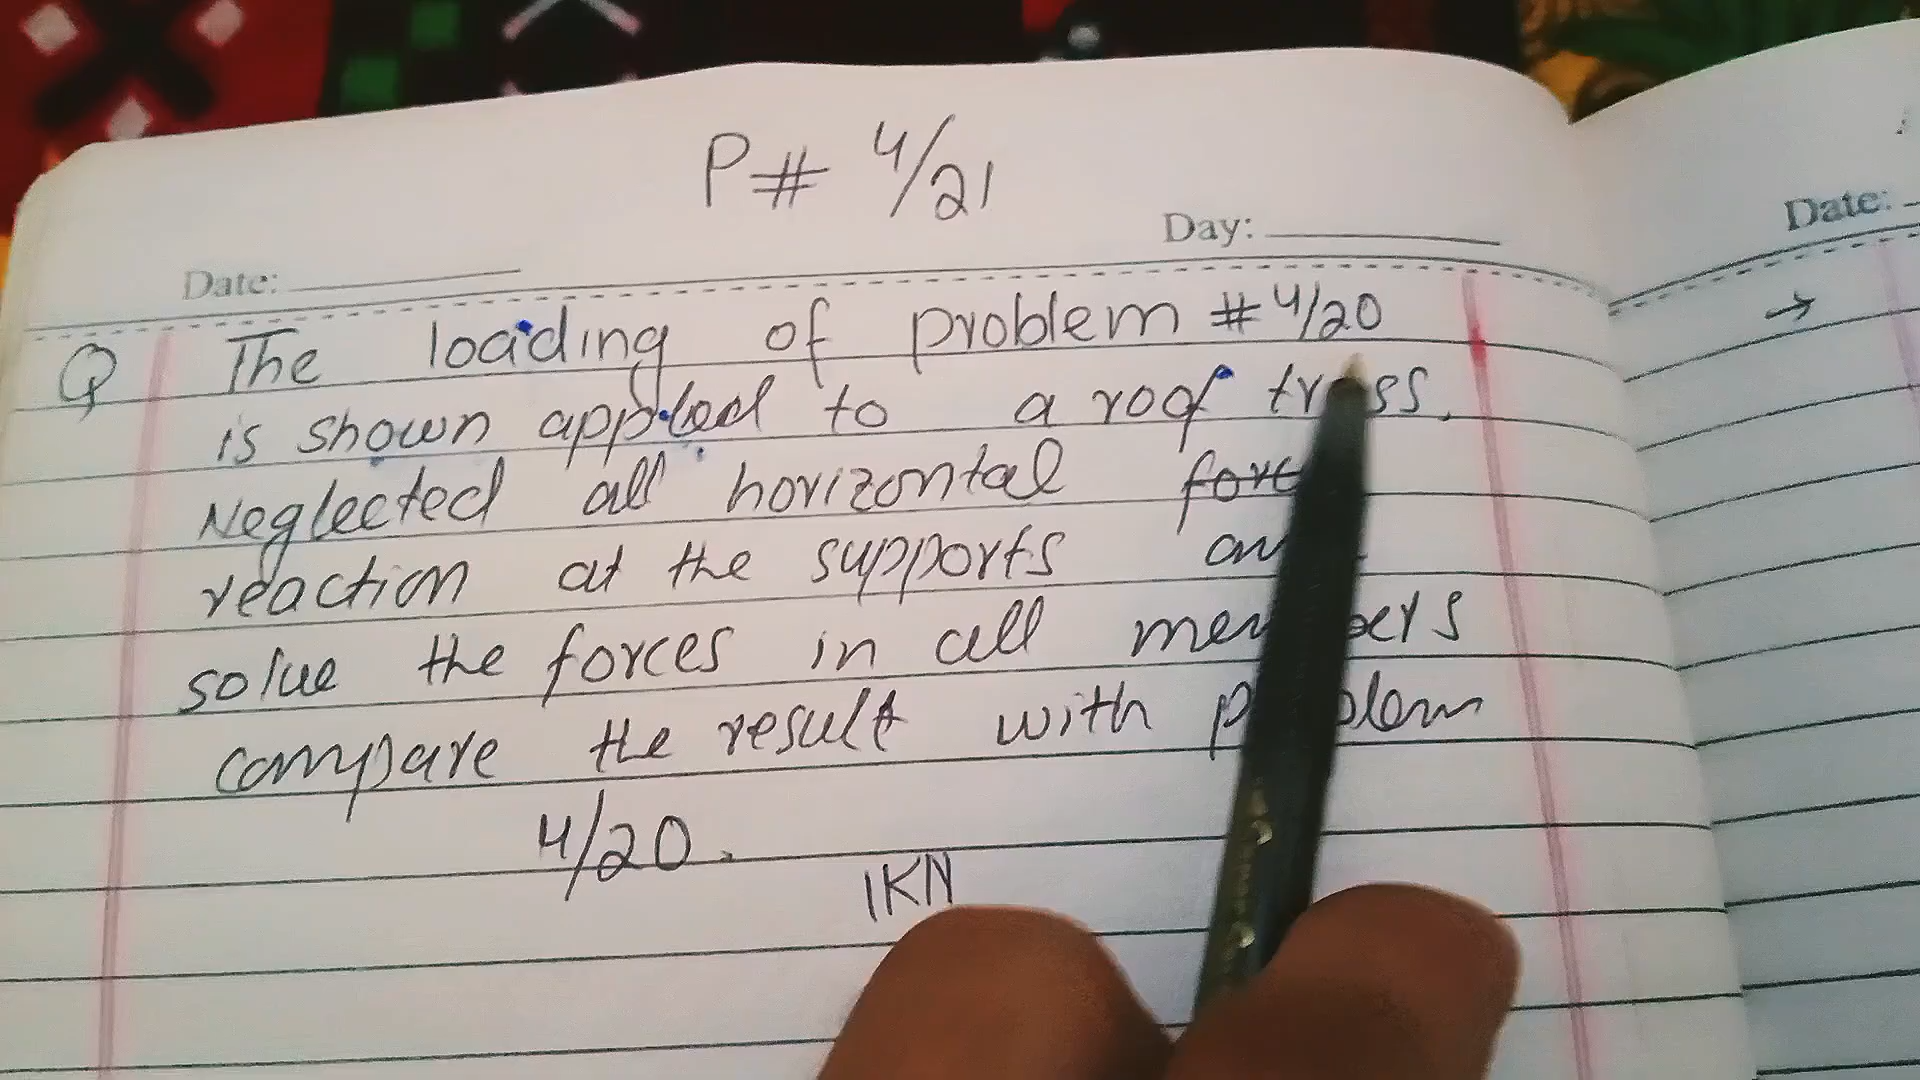 P# 4/21
Day:
Date:
Date:
Q The loading of problem #4/20
is shown applied to a roof
Neglected all horizontal
reaction at the supports
solve the forces in all
compare the result with
4/20.
1KN
→